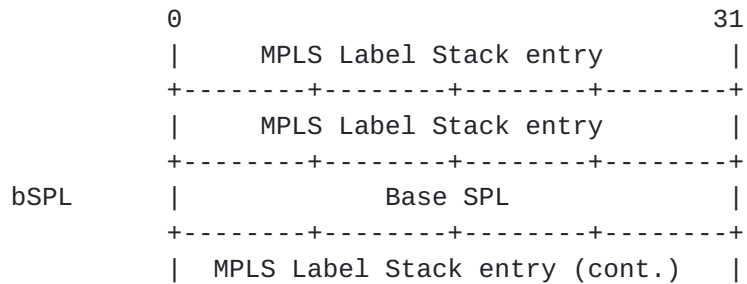 0                                  31
|     MPLS Label Stack entry       |
+--------+--------+--------+--------+
|     MPLS Label Stack entry       |
+--------+--------+--------+--------+
bSPL      |             Base SPL             |
+--------+--------+--------+--------+
|  MPLS Label Stack entry (cont.)  |